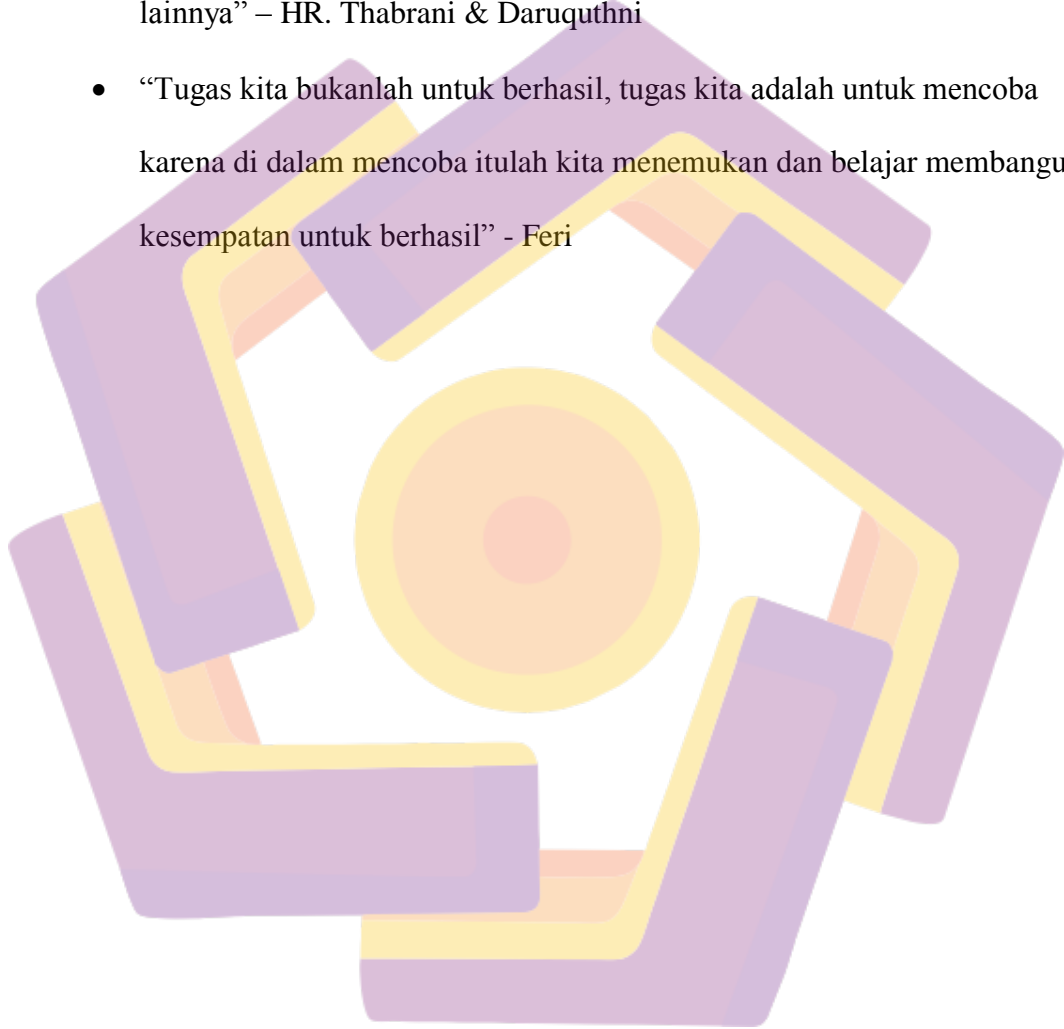 lainnya” – HR. Thabrani & Daruquthni
• “Tugas kita bukanlah untuk berhasil, tugas kita adalah untuk mencoba
karena di dalam mencoba itulah kita menemukan dan belajar membangu
kesempatan untuk berhasil” - Feri